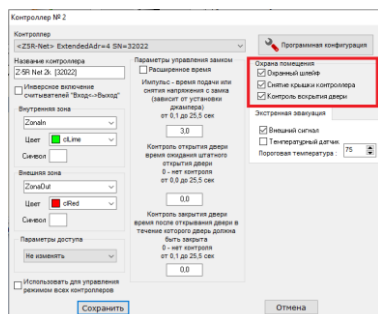 Контроллер № 2
Контроллер
<Z5R-Net> ExtendedAdr=4 SN=32022
Программная конфигурация
Название контроллера
Z-5R Net 2k. [32022]
Инверсное включение
считывателей "Вход<->Выход"
Внутренняя зона
ZonaIn
Цвет clLime
Символ
Внешняя зона
ZonaOut
Цвет clRed
Символ
Параметры доступа
Не изменять
Использовать для управления
режимом всех контроллеров
Параметры управления замком
Расширенное время
Импульс - время подачи или
снятия напряжения с замка
(зависит от установки
джампера)
от 0,1 до 25,5 сек
3,0
Контроль открытия двери
время ожидания штатного
открытия двери
0 - нет контроля
от 0,0 до 25,5 сек
0,0
Контроль закрытия двери
время после открывания двери в
течение которого дверь должна
быть закрыта
0 - нет контроля
от 0,1 до 25,5 сек
0,0
Охрана помещения
Охранный шлейф
Снятие крышки контроллера
Контроль вскрытия двери
Экстренная эвакуация
Внешний сигнал
Температурный датчик
Пороговая температура : 75
Сохранить
Отмена